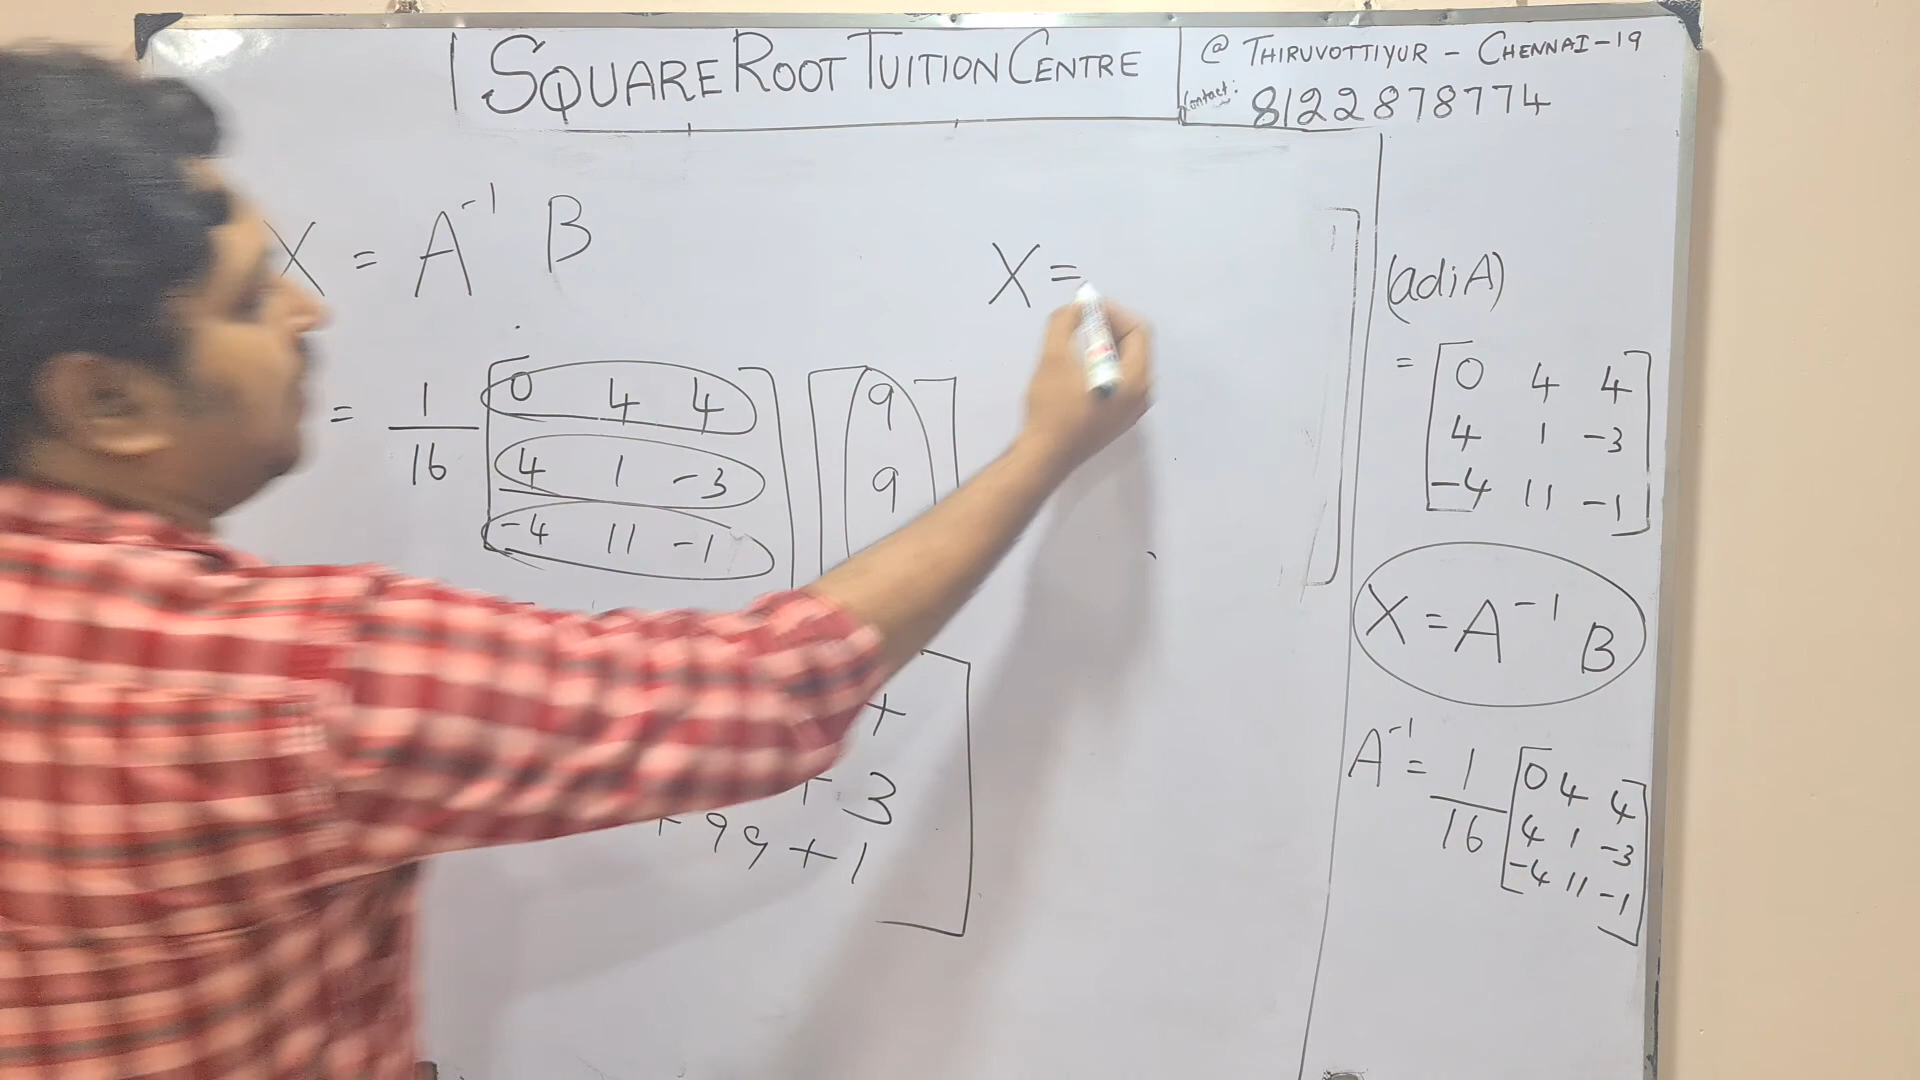 SQUARE ROOT TUITION CENTRE
@ THIRUVOTTIYUR - CHENNAI-19
Contact: 8122878774
X = A⁻¹ B
= 1/16 [0 4 4] [9]
[4 1 -3] [9]
[-4 11 -1]
+
+ 3
+ 99 + 1
X =
(adjA)
= [0 4 4]
[4 1 -3]
[-4 11 -1]
X = A⁻¹ B
A⁻¹ = 1/16 [0 4 4]
[4 1 -3]
[-4 11 -1]